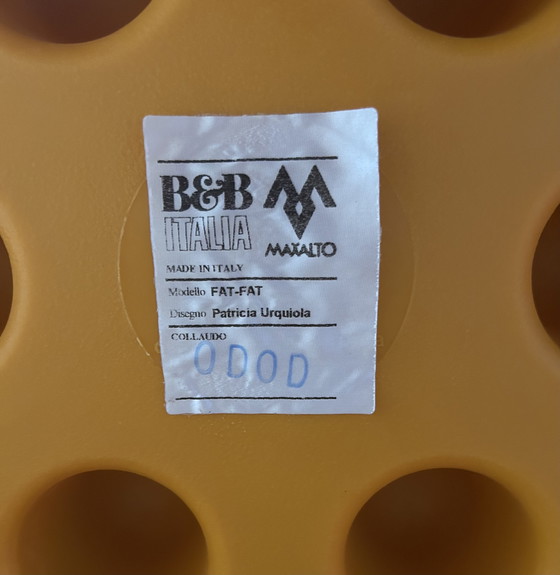 B&B
ITALIA
MAXALTO
MADE IN ITALY
Modello FAT-FAT
Disegno Patricia Urquiola
COLLAUDO
ODOD